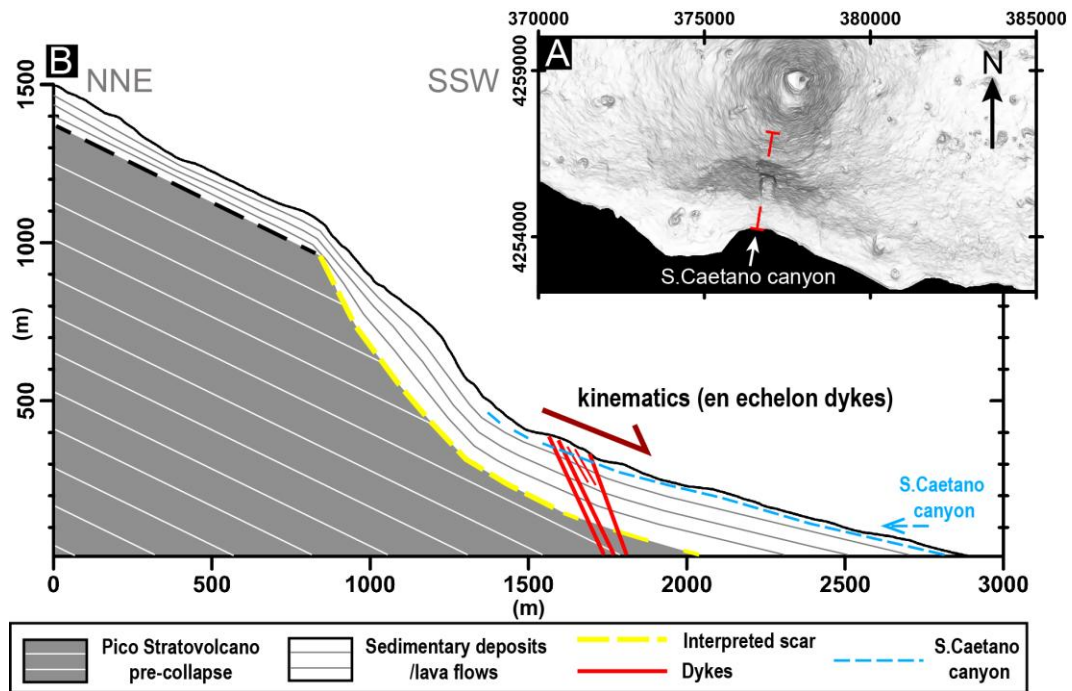 370000
375000
380000
385000
B
NNE
SSW
A
N
4259000
4254000
S.Caetano canyon
1500
1000
500
(m)
kinematics (en echelon dykes)
S.Caetano
canyon
0
0
500
1000
1500
2000
2500
3000
(m)
Pico Stratovolcano
pre-collapse
Sedimentary deposits
/lava flows
Interpreted scar
Dykes
S.Caetano
canyon